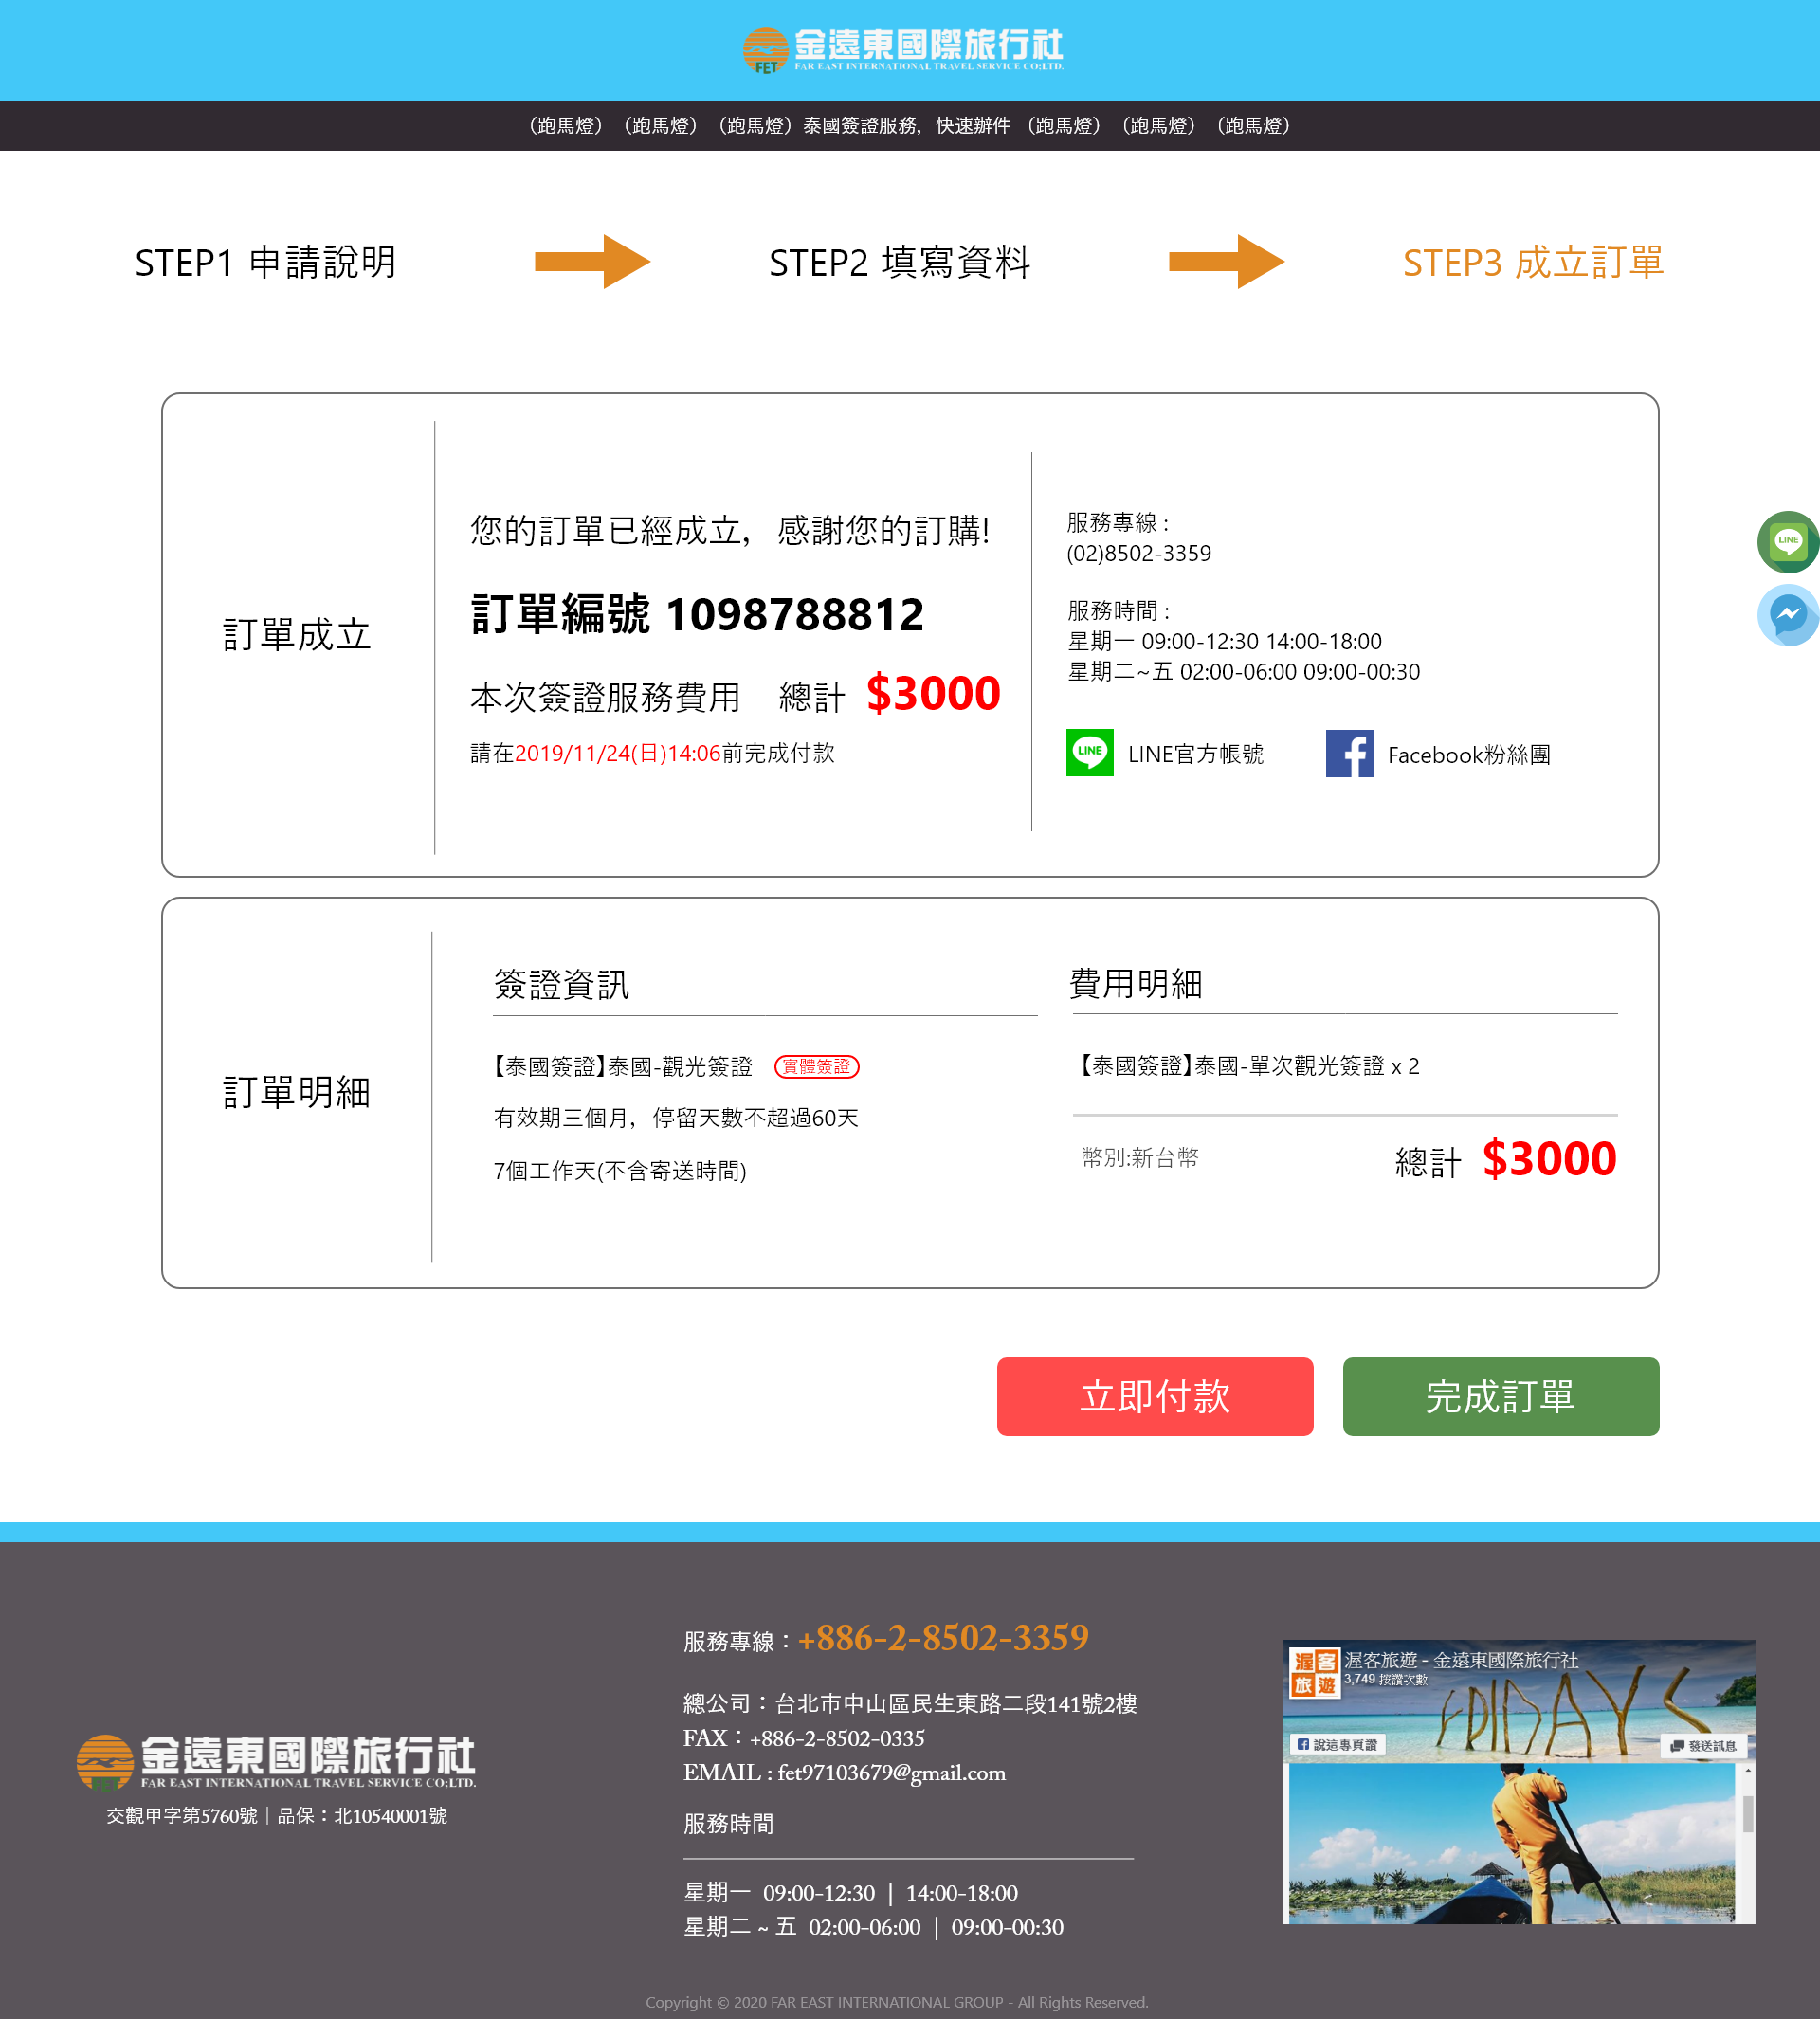 FET
金遠東國際旅行社
FAR EAST INTERNATIONAL TRAVEL SERVICE CO;LTD.
（跑馬燈）（跑馬燈）（跑馬燈）泰國簽證服務，快速辦件 （跑馬燈）（跑馬燈）（跑馬燈）
STEP1 申請說明
STEP2 填寫資料
STEP3 成立訂單
訂單成立
您的訂單已經成立，感謝您的訂購!
訂單編號 1098788812
本次簽證服務費用 總計 $3000
請在2019/11/24(日)14:06前完成付款
服務專線 :
(02)8502-3359
服務時間 :
星期一 09:00-12:30 14:00-18:00
星期二~五 02:00-06:00 09:00-00:30
LINE LINE官方帳號
Facebook粉絲團
LINE
訂單明細
簽證資訊
【泰國簽證】泰國-觀光簽證 實體簽證
有效期三個月，停留天數不超過60天
7個工作天(不含寄送時間)
費用明細
【泰國簽證】泰國-單次觀光簽證 x 2
幣別:新台幣
總計 $3000
立即付款
完成訂單
FET
金遠東國際旅行社
FAR EAST INTERNATIONAL TRAVEL SERVICE CO;LTD.
交觀甲字第5760號｜品保：北10540001號
服務專線：+886-2-8502-3359
總公司：台北市中山區民生東路二段141號2樓
FAX：+886-2-8502-0335
EMAIL : fet97103679@gmail.com
服務時間
星期一 09:00-12:30 | 14:00-18:00
星期二 ~ 五 02:00-06:00 | 09:00-00:30
渥客旅遊
渥客旅遊 - 金遠東國際旅行社
3,749 按讚次數
FRIDAYS
說這專頁讚
發送訊息
Copyright © 2020 FAR EAST INTERNATIONAL GROUP - All Rights Reserved.